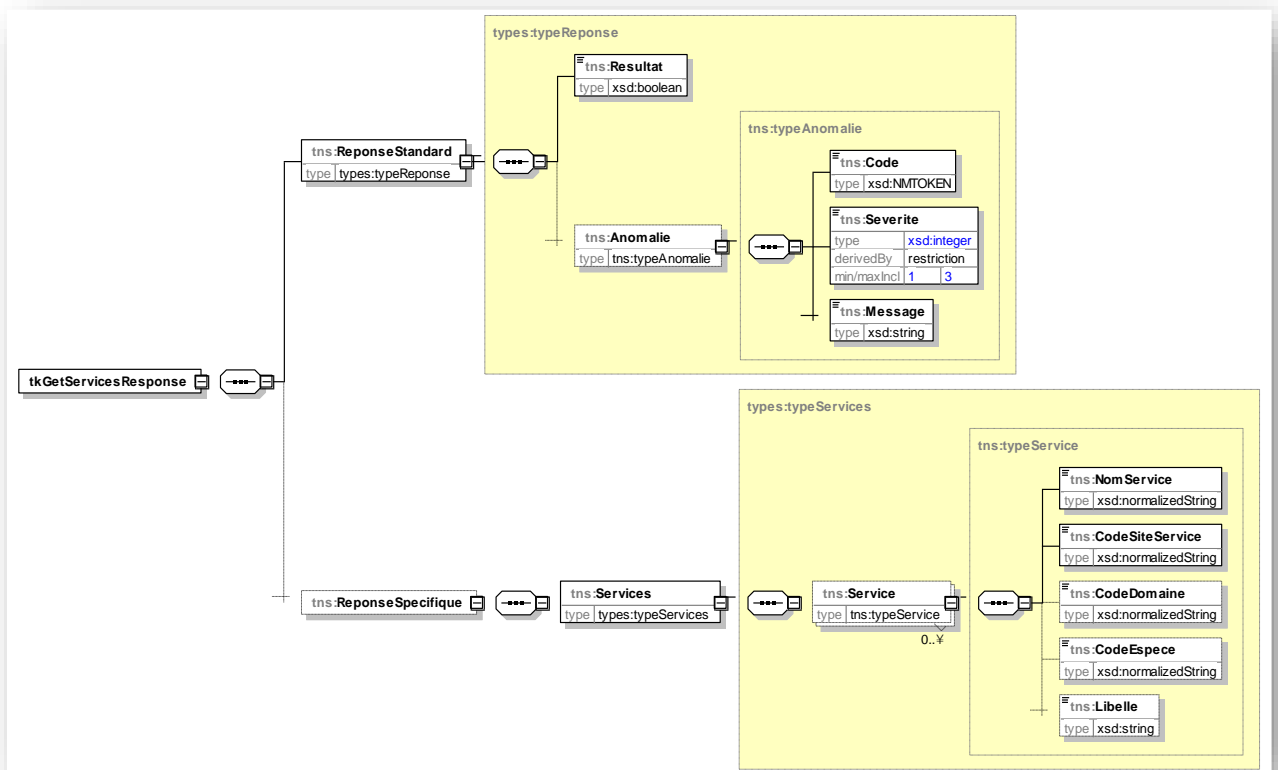 types:typeReponse
tns:Resultat
type xsd:boolean
tns:typeAnomalie
tns:ReponseStandard
type types:typeReponse
tns:Code
type xsd:NMTOKEN
tns:Severite
type xsd:integer
derivedBy restriction
min/maxIncl 1 3
tns:Anomalie
type tns:typeAnomalie
tns:Message
type xsd:string
tkGetServicesResponse
types:typeServices
tns:typeService
tns:NomService
type xsd:normalizedString
tns:CodeSiteService
type xsd:normalizedString
tns:ReponseSpecifique
tns:Services
type types:typeServices
tns:Service
type tns:typeService
0..¥
tns:CodeDomaine
type xsd:normalizedString
tns:CodeEspece
type xsd:normalizedString
tns:Libelle
type xsd:string